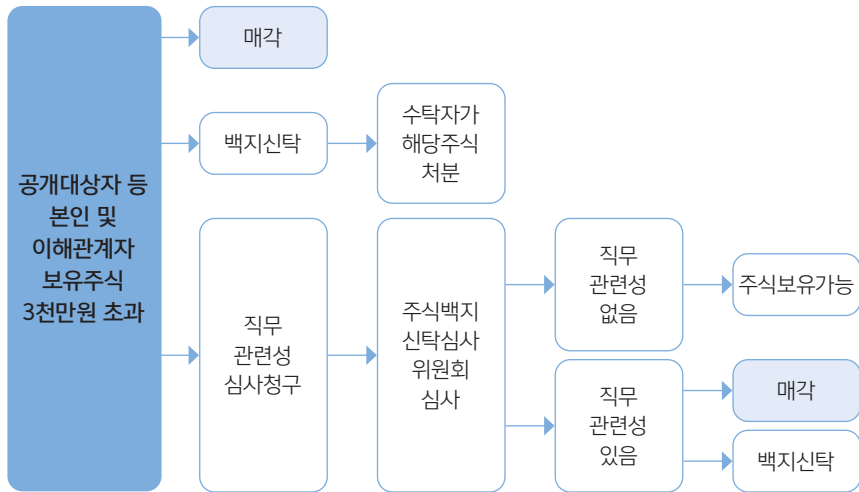 공개대상자 등
본인 및
이해관계자
보유주식
3천만원 초과
매각
백지신탁
수탁자가
해당주식
처분
직무
관련성
심사청구
주식백지
신탁심사
위원회
심사
직무
관련성
없음
주식보유가능
직무
관련성
있음
매각
백지신탁